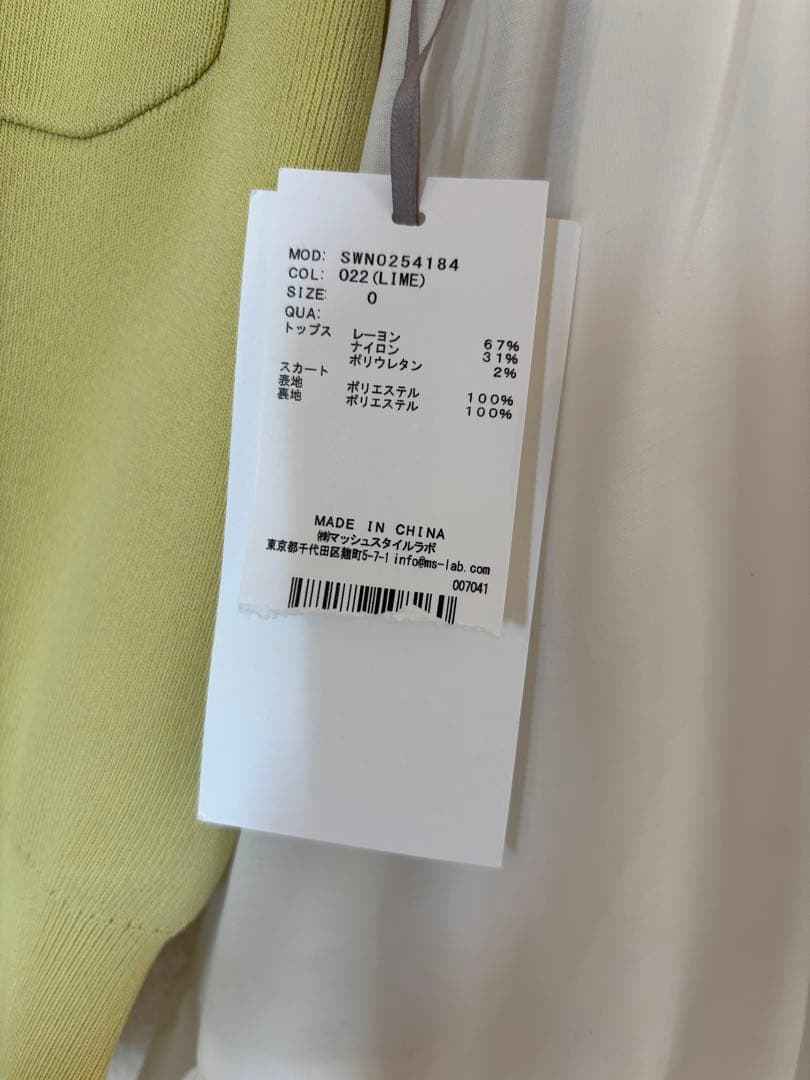 MOD: SWN0254184
COL: 022(LIME)
SIZE: 0
QUA:
トップス レーヨン 67%
ナイロン 31%
ポリウレタン 2%
スカート
表地 ポリエステル 100%
裏地 ポリエステル 100%
MADE IN CHINA
㈱マッシュスタイルラボ
東京都千代田区麹町5-7-1 info@ms-lab.com
007041